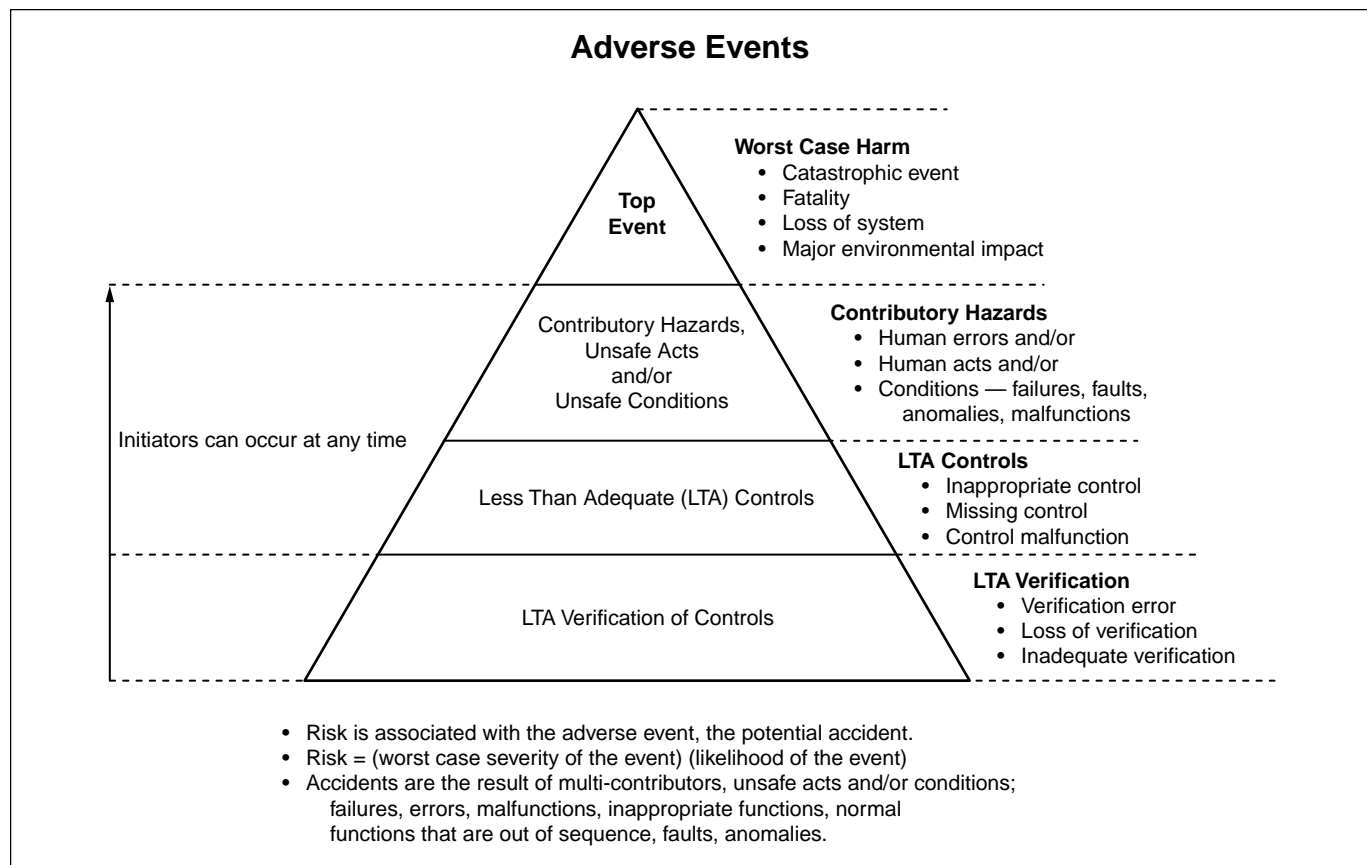 Adverse Events
Top
Event
Worst Case Harm
• Catastrophic event
• Fatality
• Loss of system
• Major environmental impact
Contributory Hazards,
Unsafe Acts
and/or
Unsafe Conditions
Contributory Hazards
• Human errors and/or
• Human acts and/or
• Conditions — failures, faults,
anomalies, malfunctions
Initiators can occur at any time
Less Than Adequate (LTA) Controls
LTA Controls
• Inappropriate control
• Missing control
• Control malfunction
LTA Verification of Controls
LTA Verification
• Verification error
• Loss of verification
• Inadequate verification
• Risk is associated with the adverse event, the potential accident.
• Risk = (worst case severity of the event) (likelihood of the event)
• Accidents are the result of multi-contributors, unsafe acts and/or conditions;
failures, errors, malfunctions, inappropriate functions, normal
functions that are out of sequence, faults, anomalies.